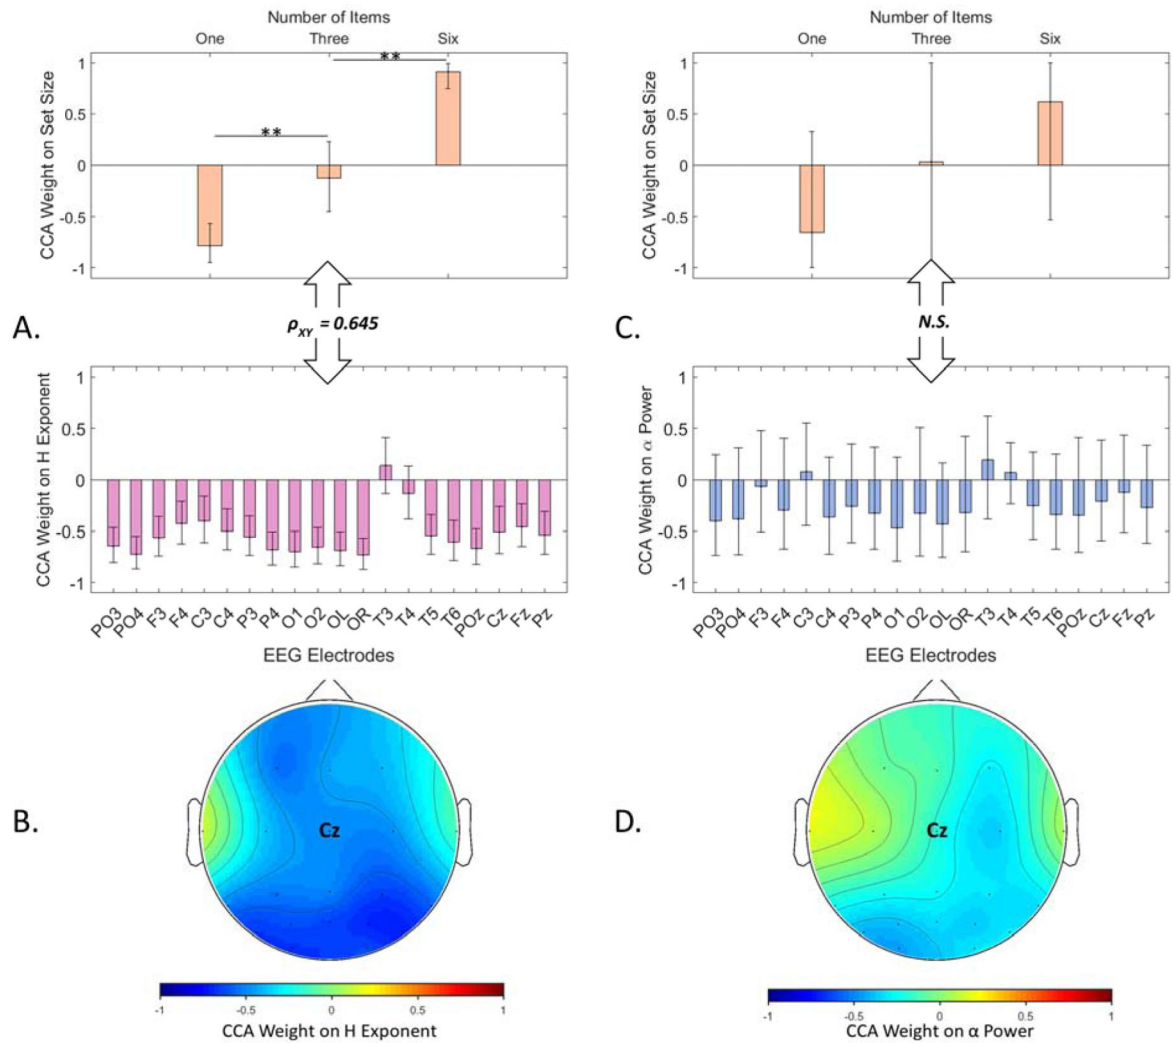 Number of Items
One Three Six
CCA Weight on Set Size
1
0.5
0
-0.5
-1
**
**
A.
ρXY = 0.645
CCA Weight on H Exponent
1
0.5
0
-0.5
-1
PO3 PO4 F3 F4 C3 C4 P3 P4 O1 O2 OL OR T3 T4 T5 T6 POz Cz Fz Pz
EEG Electrodes
B.
Cz
-1 -0.5 0 0.5 1
CCA Weight on H Exponent
Number of Items
One Three Six
CCA Weight on Set Size
1
0.5
0
-0.5
-1
C.
N.S.
CCA Weight on α Power
1
0.5
0
-0.5
-1
PO3 PO4 F3 F4 C3 C4 P3 P4 O1 O2 OL OR T3 T4 T5 T6 POz Cz Fz Pz
EEG Electrodes
D.
Cz
-1 -0.5 0 0.5 1
CCA Weight on α Power